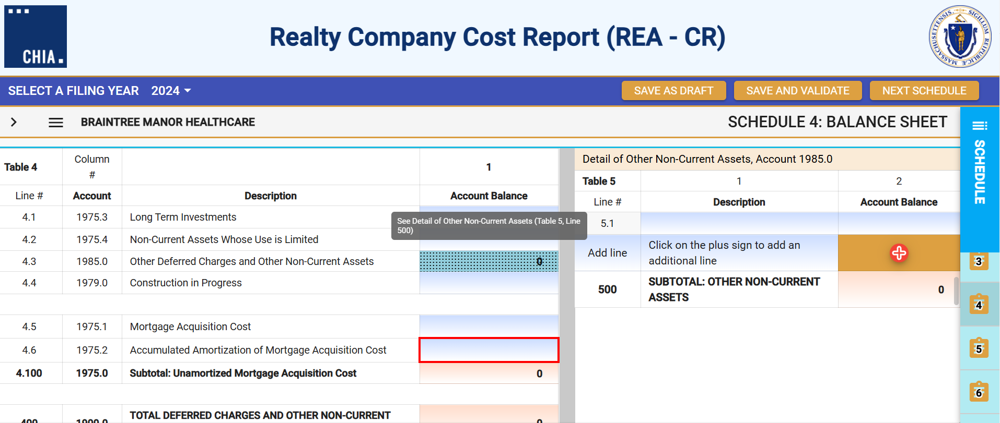 CHIA.
Realty Company Cost Report (REA - CR)
SELECT A FILING YEAR 2024
SAVE AS DRAFT
SAVE AND VALIDATE
NEXT SCHEDULE
BRAINTREE MANOR HEALTHCARE
SCHEDULE 4: BALANCE SHEET
SCHEDULE
Table 4 Column # 1
Line # Account Description Account Balance
4.1 1975.3 Long Term Investments
See Detail of Other Non-Current Assets (Table 5, Line
500)
4.2 1975.4 Non-Current Assets Whose Use is Limited
4.3 1985.0 Other Deferred Charges and Other Non-Current Assets 0
4.4 1979.0 Construction in Progress
4.5 1975.1 Mortgage Acquisition Cost
4.6 1975.2 Accumulated Amortization of Mortgage Acquisition Cost
4.100 1975.0 Subtotal: Unamortized Mortgage Acquisition Cost 0
400 1900.0 TOTAL DEFERRED CHARGES AND OTHER NON-CURRENT 0
Detail of Other Non-Current Assets, Account 1985.0
Table 5 1 2
Line # Description Account Balance
5.1
Add line Click on the plus sign to add an
additional line
500 SUBTOTAL: OTHER NON-CURRENT
ASSETS 0
3
4
5
6